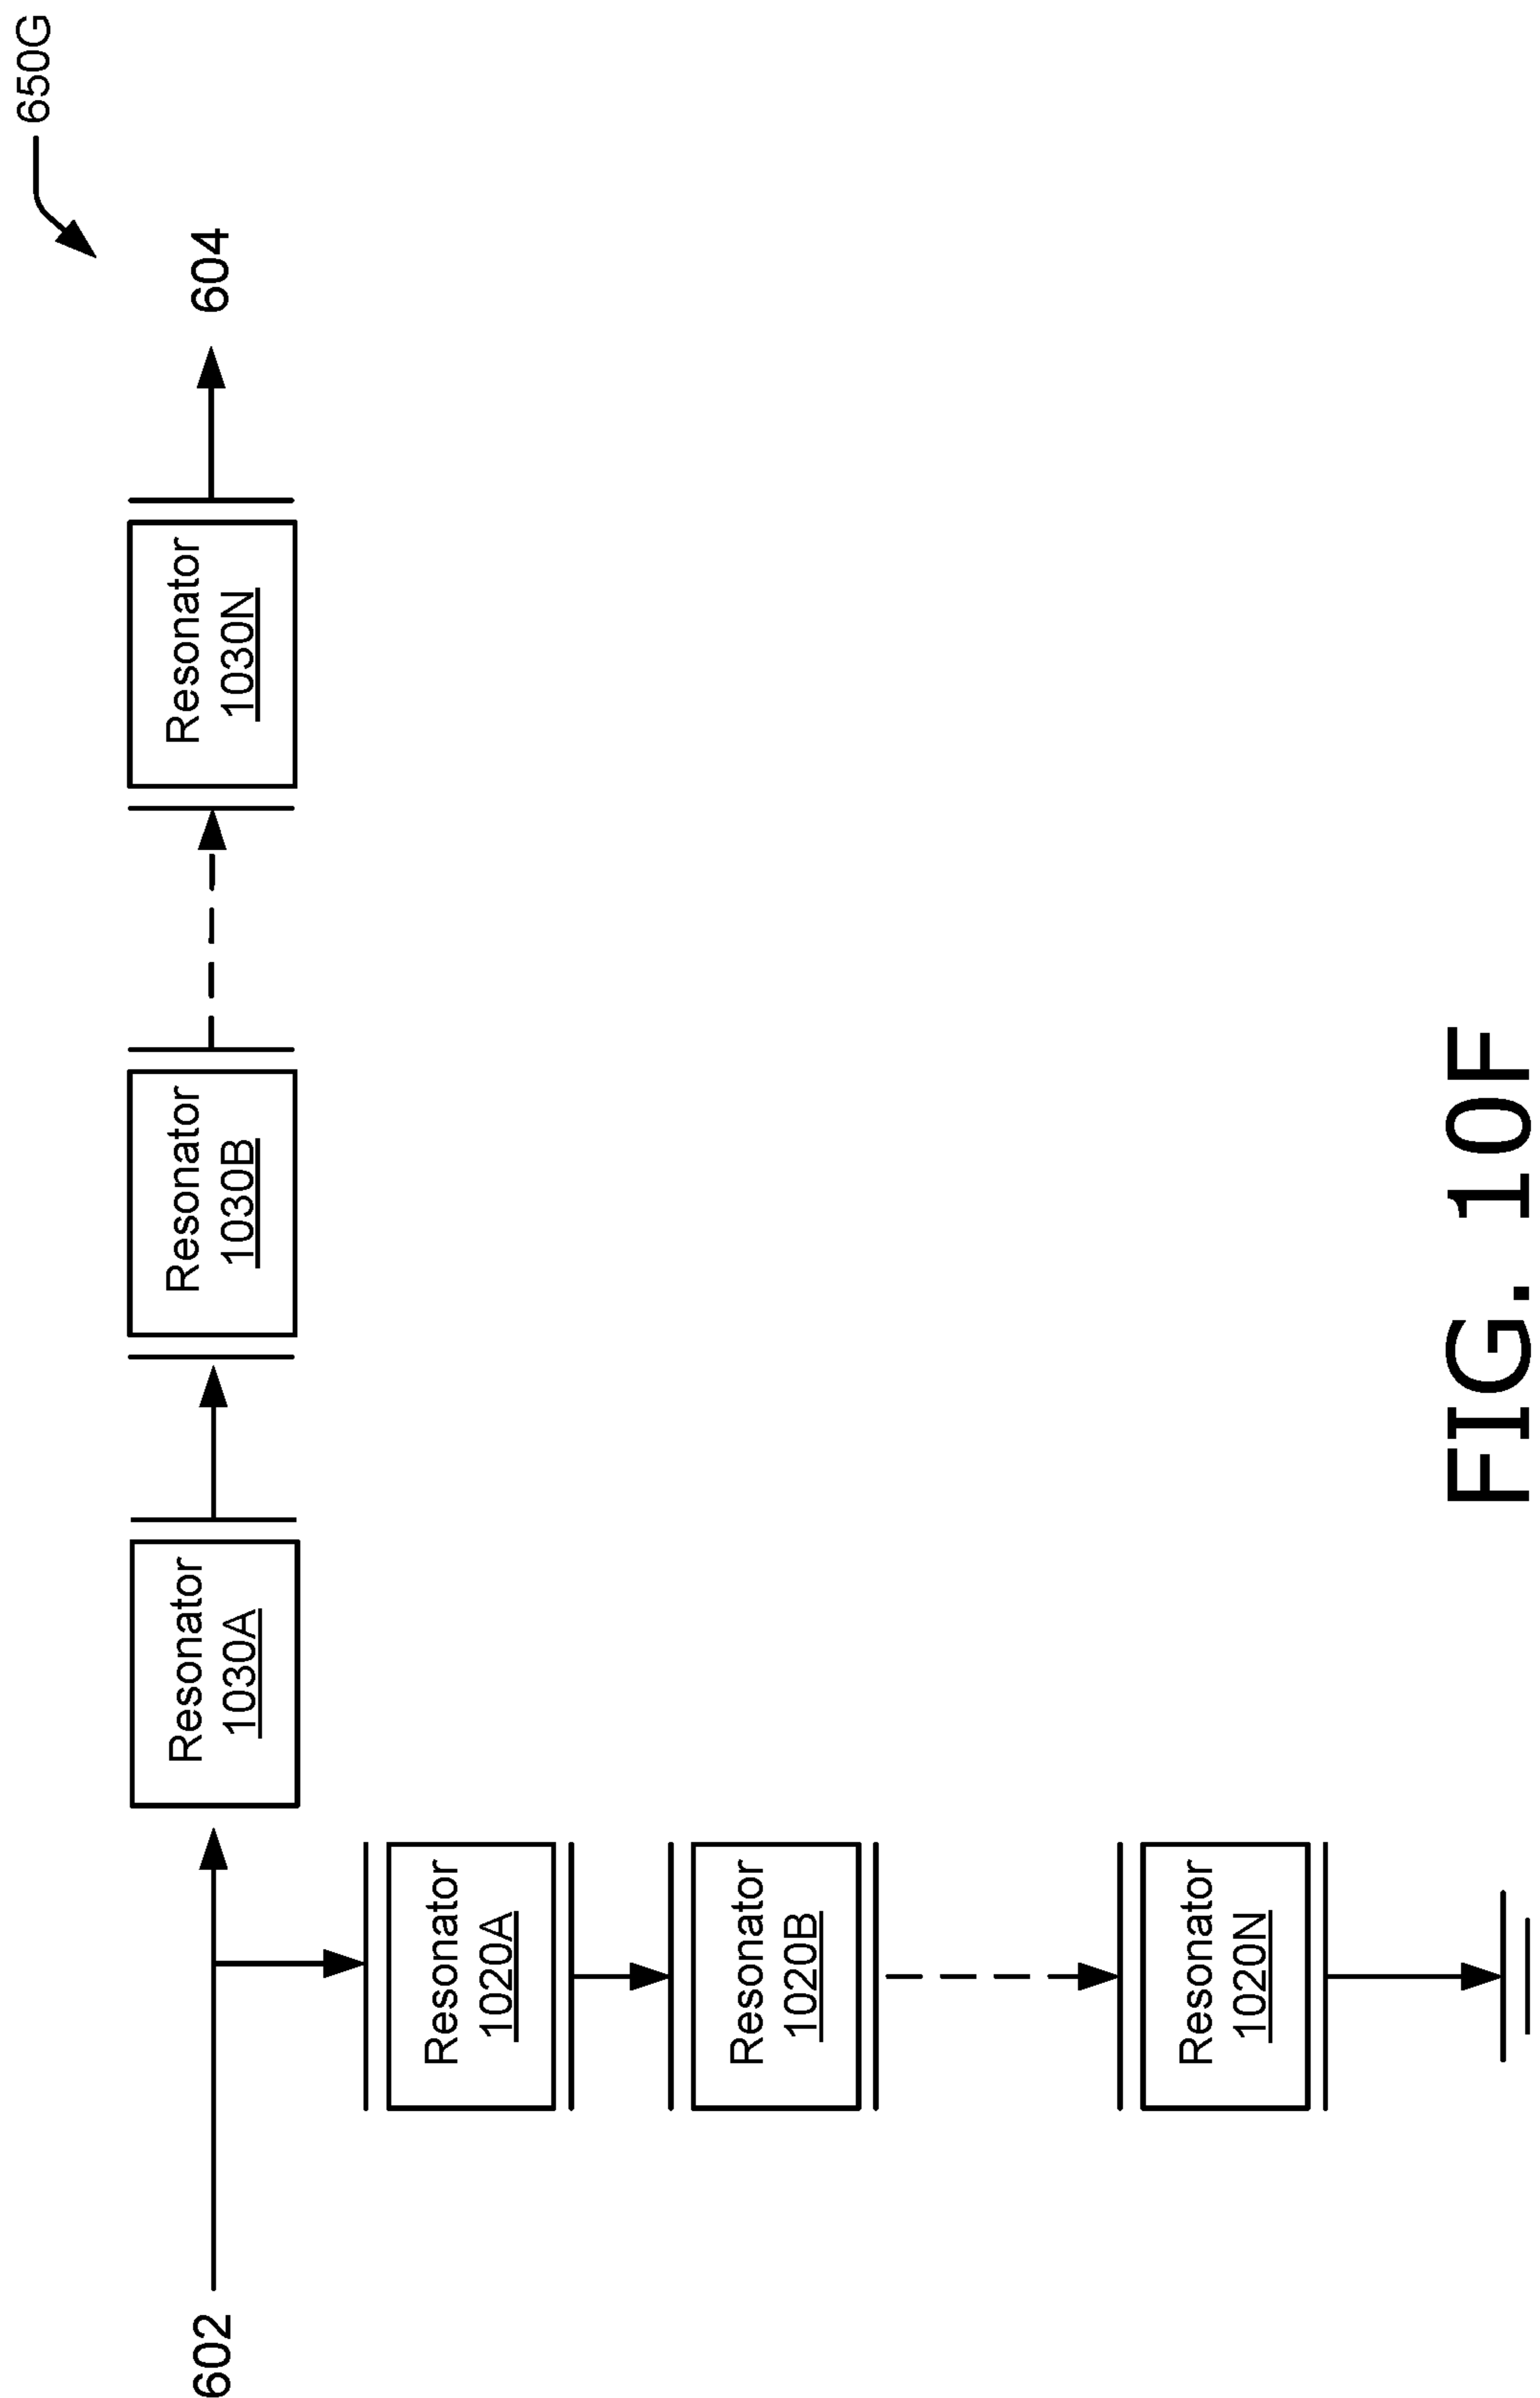 650G
602
604
Resonator
1030A
Resonator
1030B
Resonator
1030N
Resonator
1020A
Resonator
1020B
Resonator
1020N
FIG. 10F